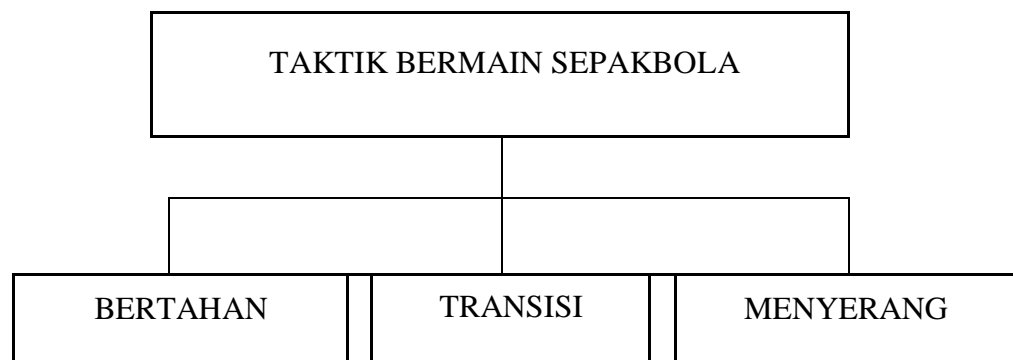 TAKTIK BERMAIN SEPAKBOLA
BERTAHAN
TRANSISI
MENYERANG